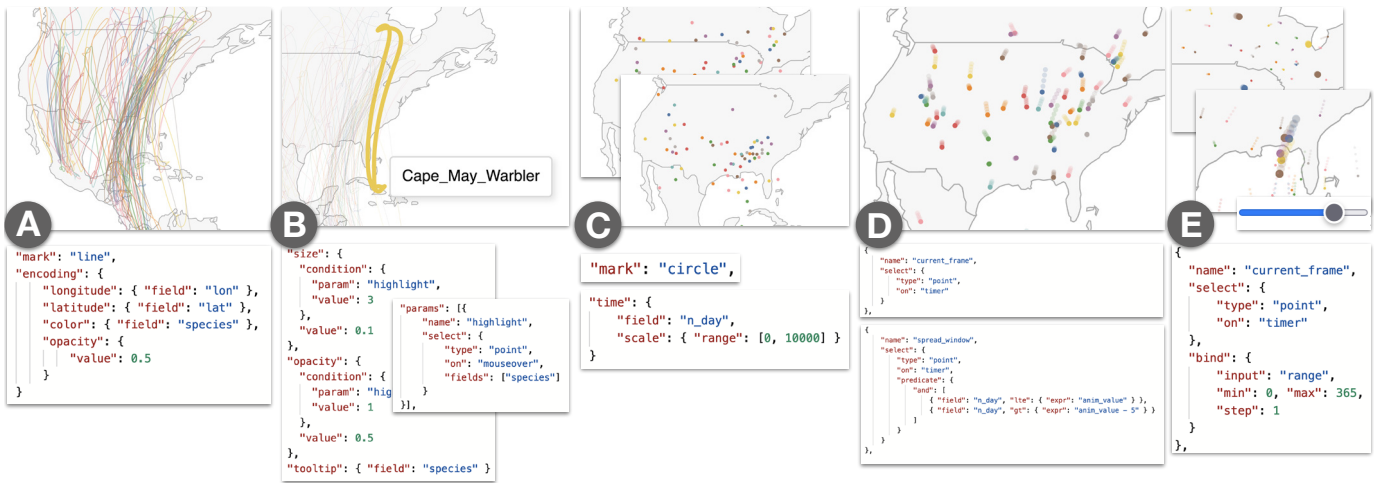 Cape_May_Warbler
A
B
C
D
E
"mark": "line",
"encoding": {
"longitude": { "field": "lon" },
"latitude": { "field": "lat" },
"color": { "field": "species" },
"opacity": {
"value": 0.5
}
}
"size": {
"condition": {
"param": "highlight",
"value": 3
},
"value": 0.1
},
"opacity": {
"condition": {
"param": "hig
"value": 1
},
"value": 0.5
},
"tooltip": { "field": "species" }
"params": [{
"name": "highlight",
"select": {
"type": "point",
"on": "mouseover",
"fields": ["species"]
}
}],
"mark": "circle",
"time": {
"field": "n_day",
"scale": { "range": [0, 10000] }
}
{
"name": "current_frame",
"select": {
"type": "point",
"on": "timer"
}
},
{
"name": "spread_window",
"select": {
"type": "point",
"on": "timer",
"predicate": {
"and": [
{ "field": "n_day", "lte": { "expr": "anim_value" } },
{ "field": "n_day", "gt": { "expr": "anim_value - 5" } }
]
}
}
},
{
"name": "current_frame",
"select": {
"type": "point",
"on": "timer"
},
"bind": {
"input": "range",
"min": 0, "max": 365,
"step": 1
}
},